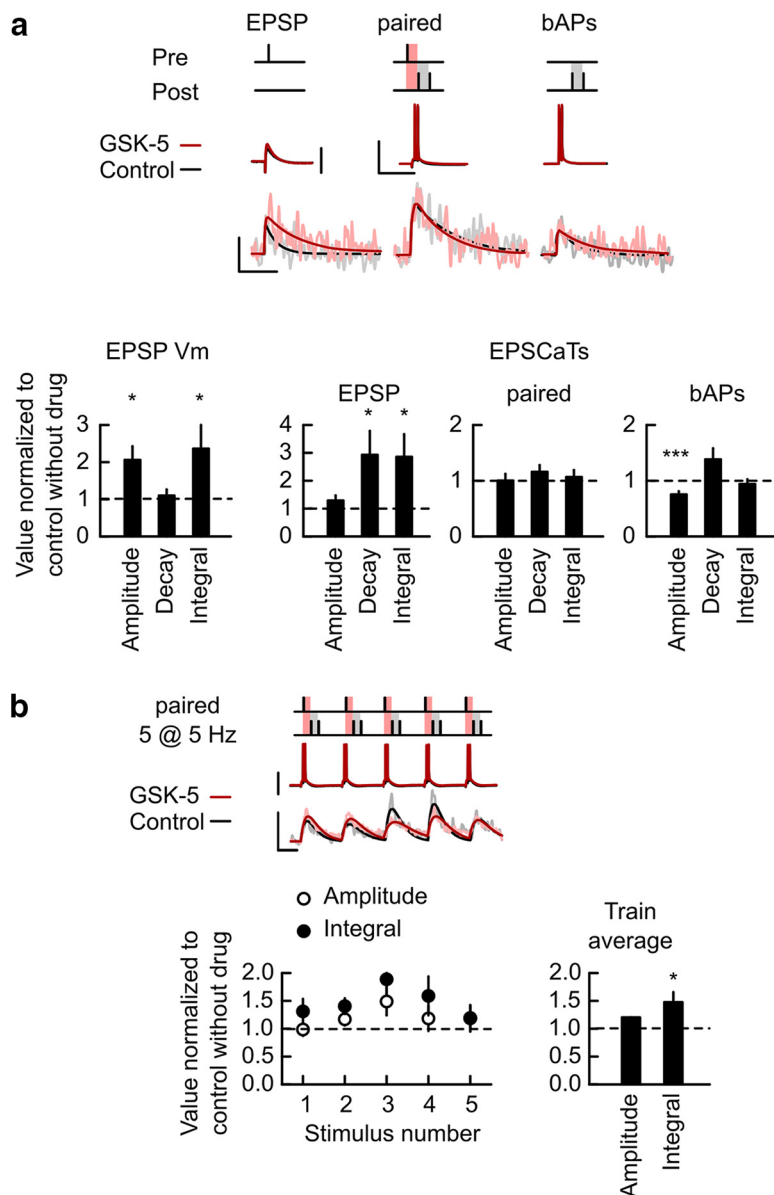 a
EPSP paired bAPs
Pre
Post
GSK-5
Control
EPSP Vm EPSCaTs
EPSP paired bAPs
Value normalized to
control without drug
* *
3
2
1
0
Amplitude
Decay
Integral
* *
4
3
2
1
0
Amplitude
Decay
Integral
2
1
0
Amplitude
Decay
Integral
***
2
1
0
Amplitude
Decay
Integral
b
paired
5 @ 5 Hz
GSK-5
Control
Amplitude
Integral
Value normalized to
control without drug
2.0
1.5
1.0
0.5
0.0
1 2 3 4 5
Stimulus number
Train
average
*
2.0
1.5
1.0
0.5
0.0
Amplitude
Integral